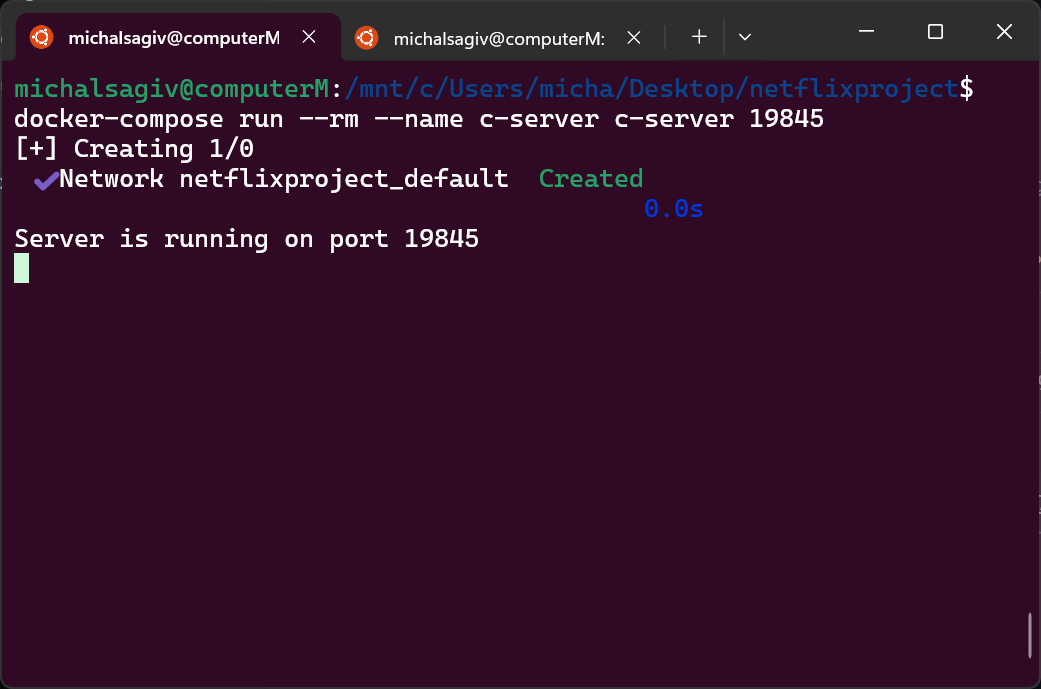 michalsagiv@computerM
michalsagiv@computerM:
michalsagiv@computerM:/mnt/c/Users/micha/Desktop/netflixproject$
docker-compose run --rm --name c-server c-server 19845
[+] Creating 1/0
✔Network netflixproject_default  Created
0.0s
Server is running on port 19845